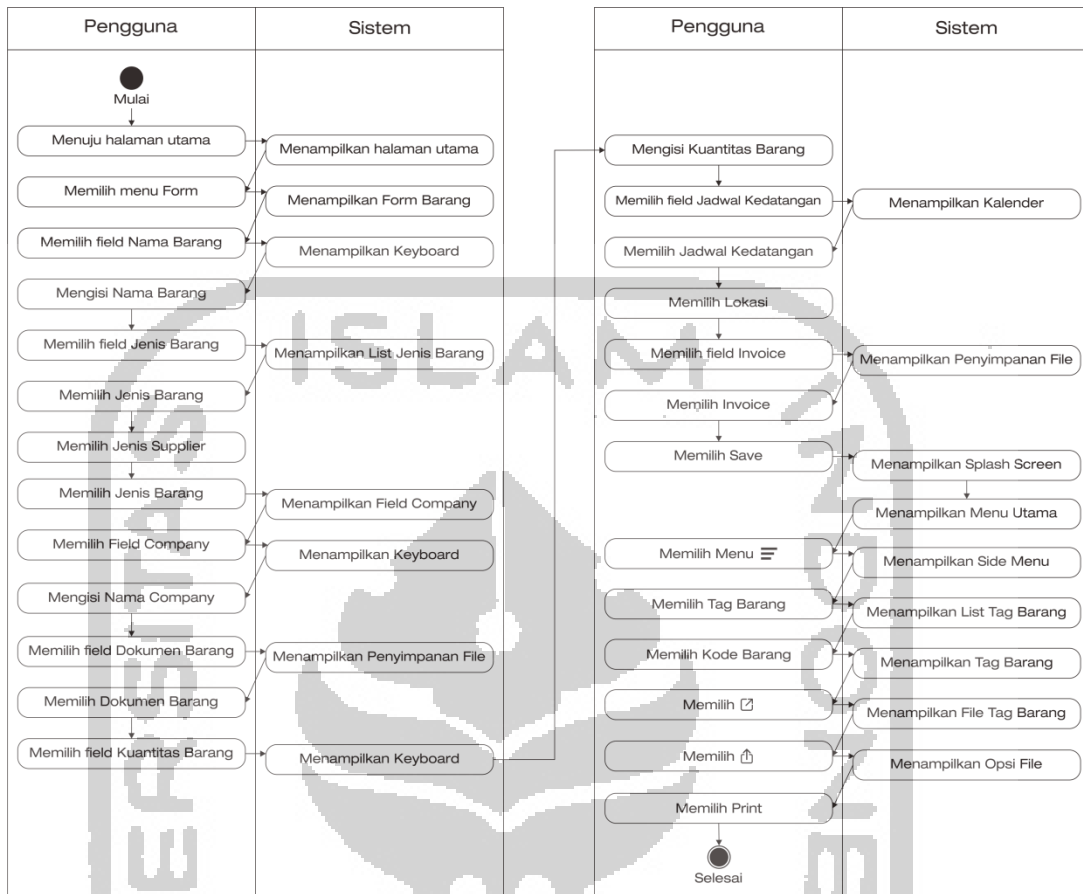 Pengguna
Sistem
Mulai
Menuju halaman utama
Menampilkan halaman utama
Memilih menu Form
Menampilkan Form Barang
Memilih field Nama Barang
Menampilkan Keyboard
Mengisi Nama Barang
Memilih field Jenis Barang
Menampilkan List Jenis Barang
Memilih Jenis Barang
Memilih Jenis Supplier
Memilih Jenis Barang
Menampilkan Field Company
Memilih Field Company
Menampilkan Keyboard
Mengisi Nama Company
Memilih field Dokumen Barang
Menampilkan Penyimpanan File
Memilih Dokumen Barang
Memilih field Kuantitas Barang
Menampilkan Keyboard
Pengguna
Sistem
Mengisi Kuantitas Barang
Memilih field Jadwal Kedatangan
Menampilkan Kalender
Memilih Jadwal Kedatangan
Memilih Lokasi
Memilih field Invoice
Menampilkan Penyimpanan File
Memilih Invoice
Memilih Save
Menampilkan Splash Screen
Menampilkan Menu Utama
Memilih Menu
Menampilkan Side Menu
Memilih Tag Barang
Menampilkan List Tag Barang
Memilih Kode Barang
Menampilkan Tag Barang
Memilih
Menampilkan File Tag Barang
Memilih
Menampilkan Opsi File
Memilih Print
Selesai
ISLAM
ERSITAS